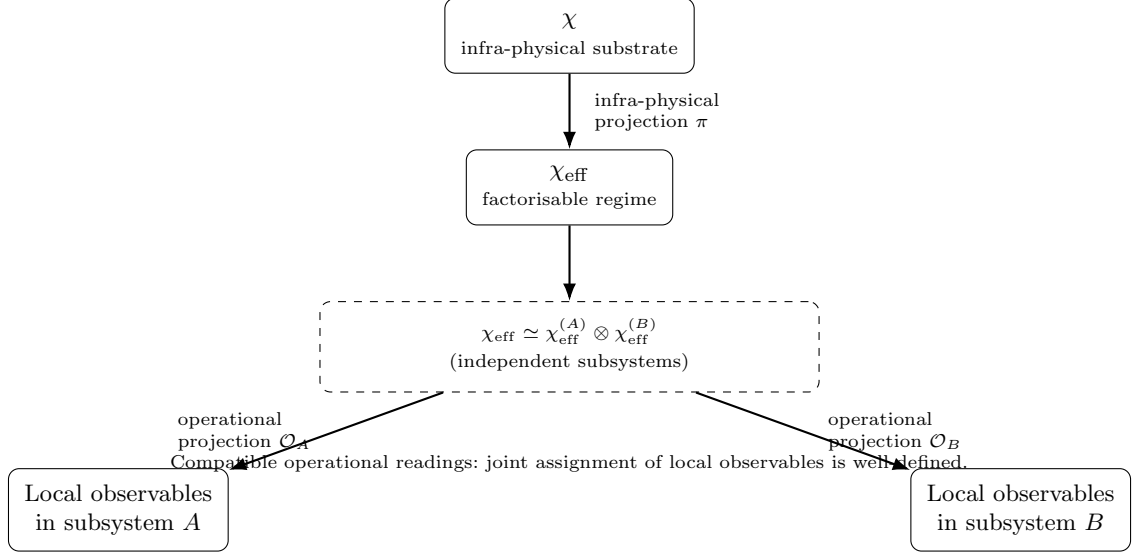 χ
infra-physical substrate
infra-physical
projection π
χ_eff
factorisable regime
χ_eff ≃ χ_eff^(A) ⊗ χ_eff^(B)
(independent subsystems)
operational
projection 𝒪_A
operational
projection 𝒪_B
Compatible operational readings: joint assignment of local observables is well defined.
Local observables
in subsystem A
Local observables
in subsystem B